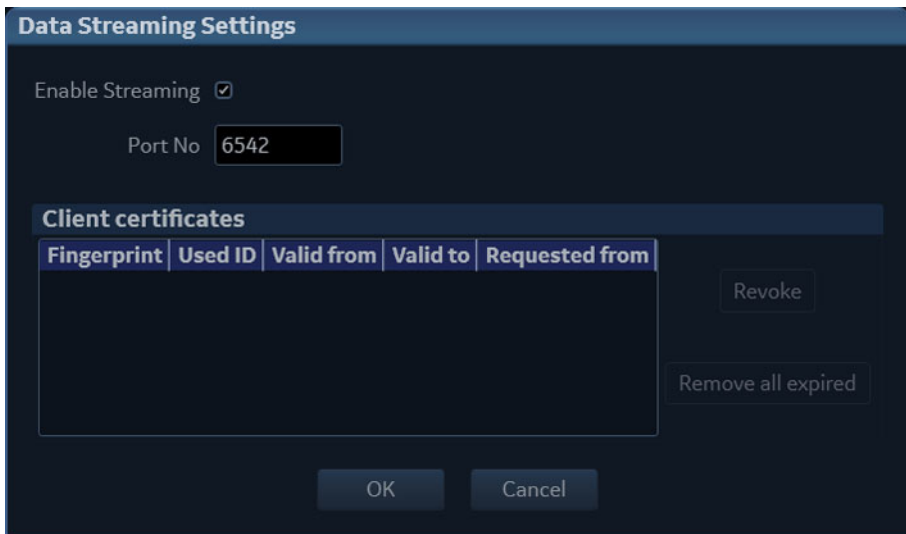 Data Streaming Settings
Enable Streaming
Port No 6542
Client certificates
Fingerprint Used ID Valid from Valid to Requested from
Revoke
Remove all expired
OK Cancel